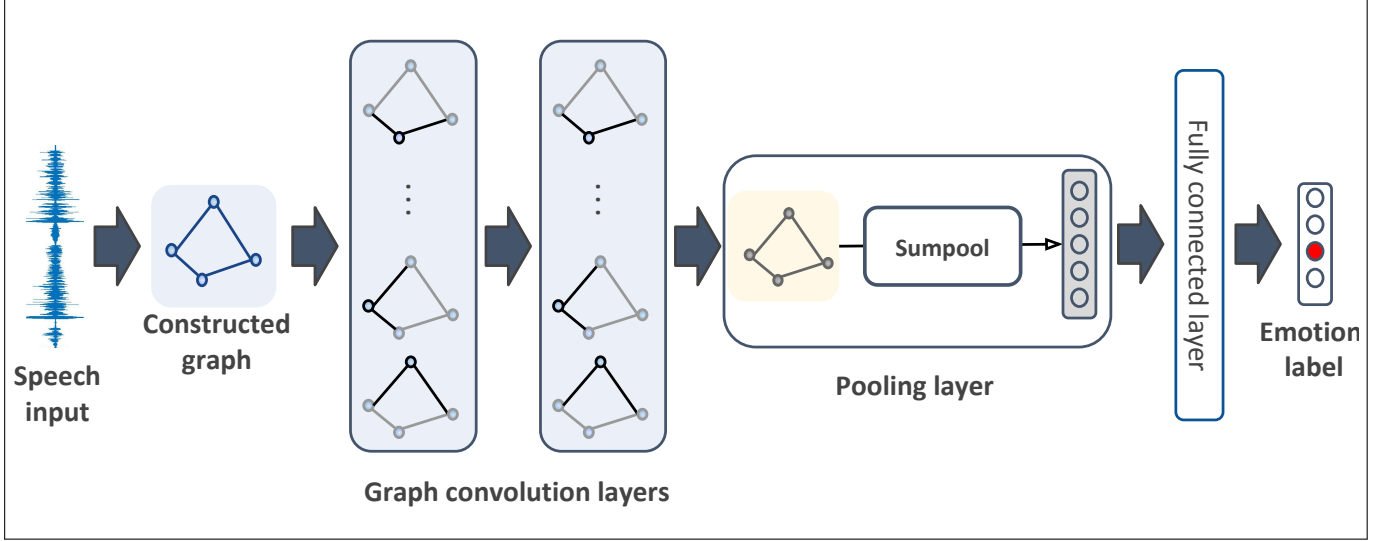 Speech
input
Constructed
graph
Graph convolution layers
Sumpool
Pooling layer
Fully connected layer
Emotion
label